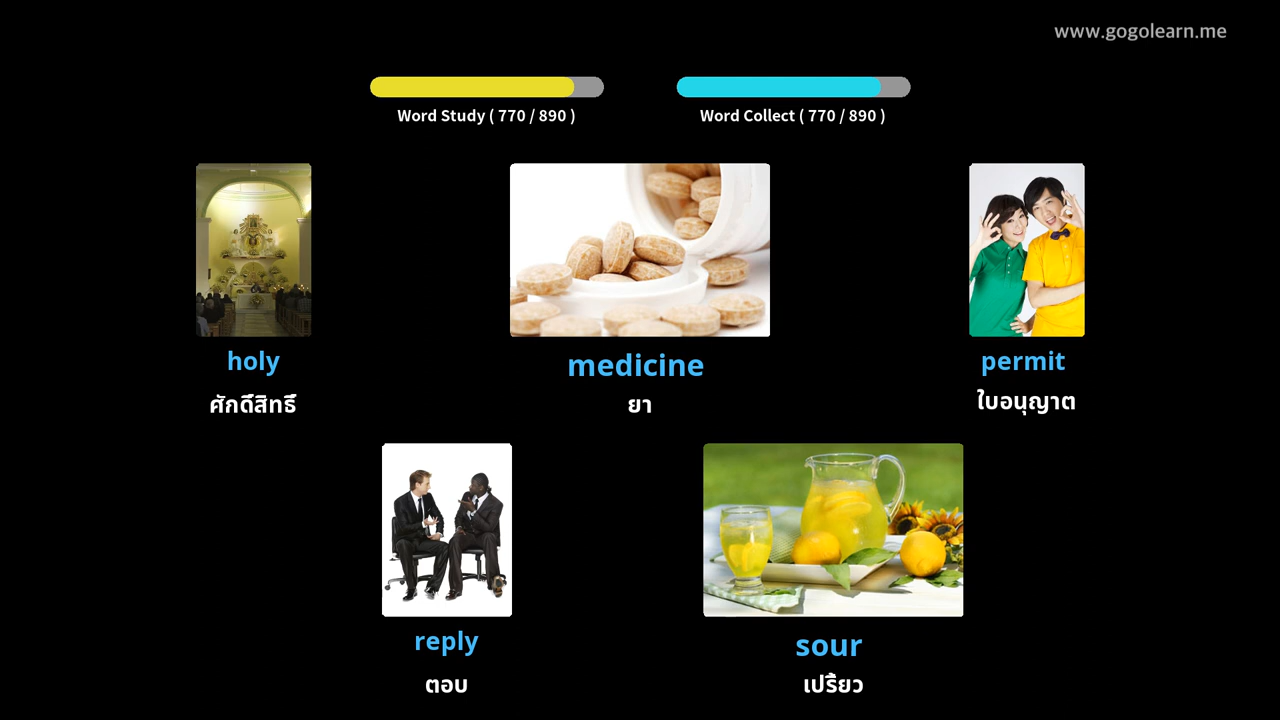 www.gogolearn.me
Word Study ( 770 / 890 )
Word Collect ( 770 / 890 )
holy
ศักดิ์สิทธิ์
medicine
ยา
permit
ใบอนุญาต
reply
ตอบ
sour
เปรี้ยว